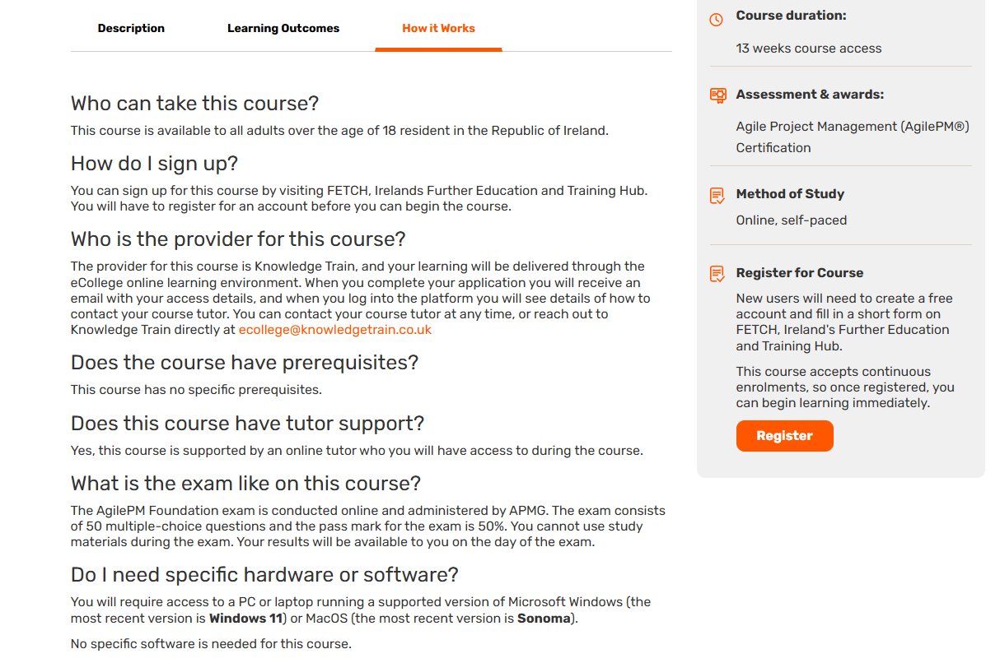 Description
Learning Outcomes
How it Works
Who can take this course?
This course is available to all adults over the age of 18 resident in the Republic of Ireland.
How do I sign up?
You can sign up for this course by visiting FETCH, Irelands Further Education and Training Hub.
You will have to register for an account before you can begin the course.
Who is the provider for this course?
The provider for this course is Knowledge Train, and your learning will be delivered through the
eCollege online learning environment. When you complete your application you will receive an
email with your access details, and when you log into the platform you will see details of how to
contact your course tutor. You can contact your course tutor at any time, or reach out to
Knowledge Train directly at ecollege@knowledgetrain.co.uk
Does the course have prerequisites?
This course has no specific prerequisites.
Does this course have tutor support?
Yes, this course is supported by an online tutor who you will have access to during the course.
What is the exam like on this course?
The AgilePM Foundation exam is conducted online and administered by APMG. The exam consists
of 50 multiple-choice questions and the pass mark for the exam is 50%. You cannot use study
materials during the exam. Your results will be available to you on the day of the exam.
Do I need specific hardware or software?
You will require access to a PC or laptop running a supported version of Microsoft Windows (the
most recent version is Windows 11) or MacOS (the most recent version is Sonoma).
No specific software is needed for this course.
Course duration:
13 weeks course access
Assessment & awards:
Agile Project Management (AgilePM®)
Certification
Method of Study
Online, self-paced
Register for Course
New users will need to create a free
account and fill in a short form on
FETCH, Ireland's Further Education
and Training Hub.
This course accepts continuous
enrolments, so once registered, you
can begin learning immediately.
Register